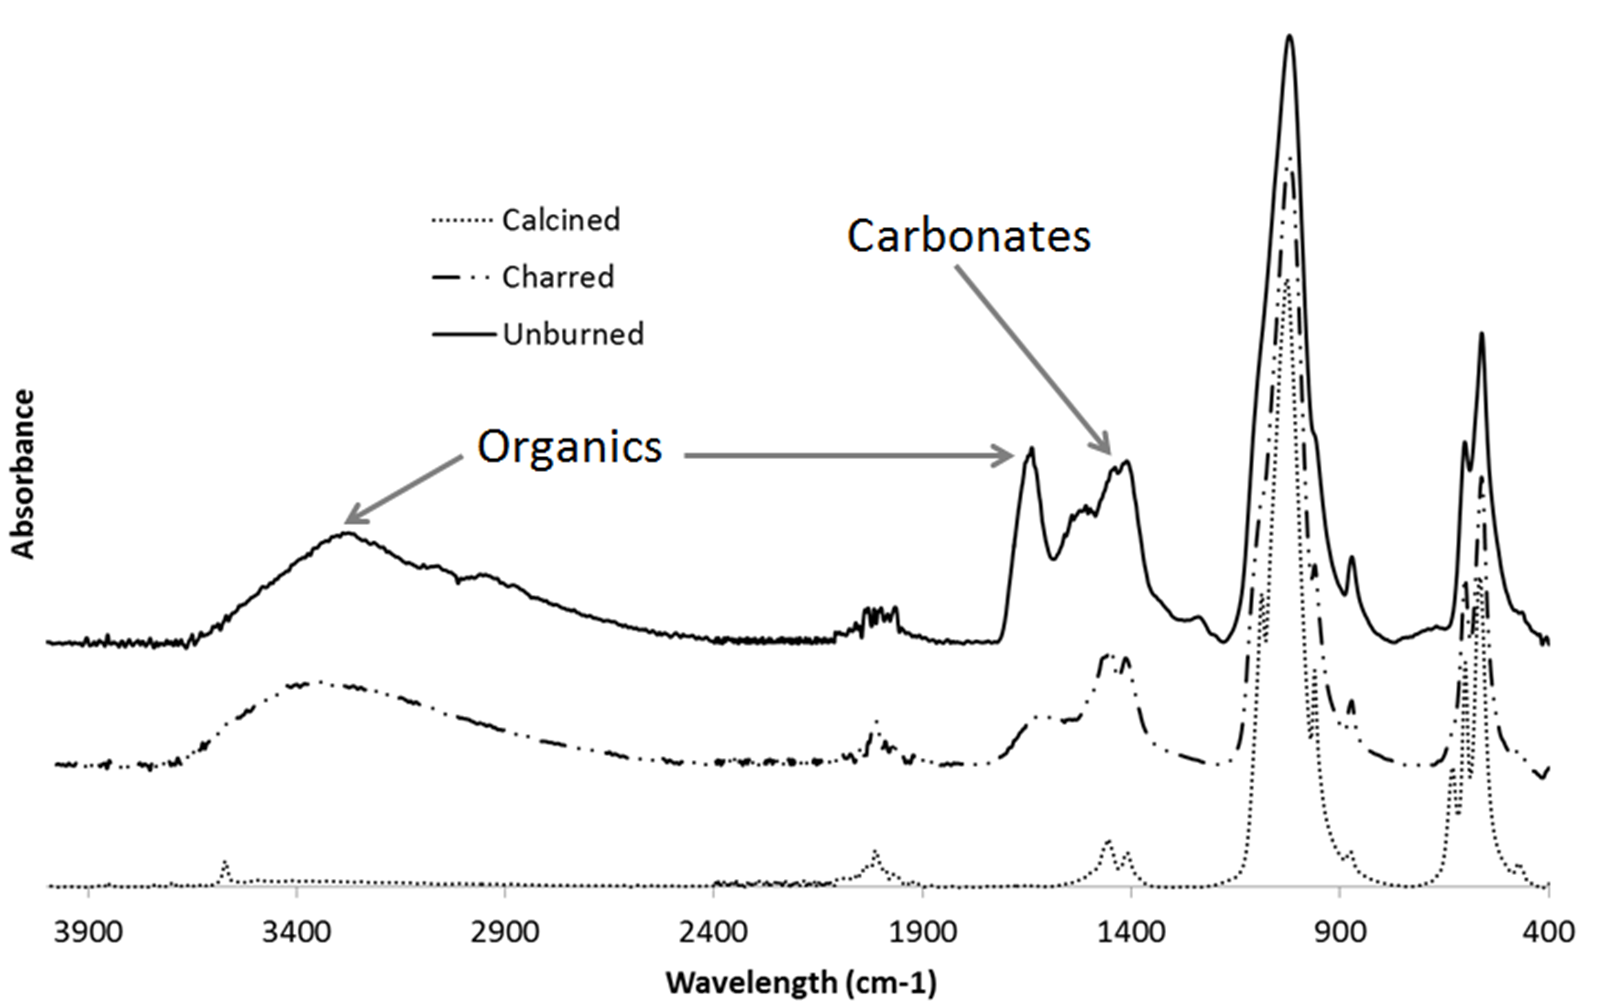 Calcined
Charred
Unburned
Carbonates
Organics
Absorbance
3900 3400 2900 2400 1900 1400 900 400
Wavelength (cm-1)